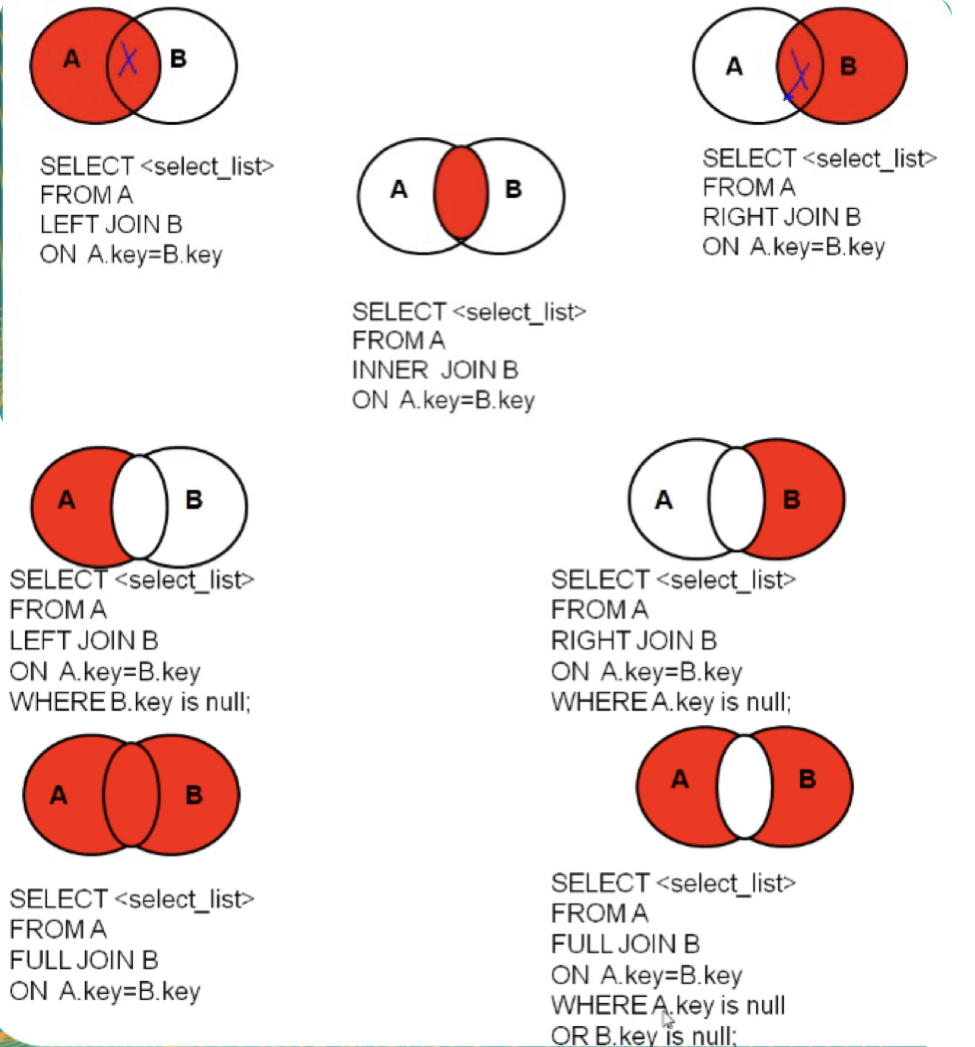 A B
SELECT <select_list>
FROM A
LEFT JOIN B
ON A.key=B.key
A B
SELECT <select_list>
FROM A
INNER JOIN B
ON A.key=B.key
A B
SELECT <select_list>
FROM A
RIGHT JOIN B
ON A.key=B.key
A B
SELECT <select_list>
FROM A
LEFT JOIN B
ON A.key=B.key
WHERE B.key is null;
A B
SELECT <select_list>
FROM A
RIGHT JOIN B
ON A.key=B.key
WHERE A.key is null;
A B
SELECT <select_list>
FROM A
FULL JOIN B
ON A.key=B.key
A B
SELECT <select_list>
FROM A
FULL JOIN B
ON A.key=B.key
WHERE A.key is null
OR B.key is null;